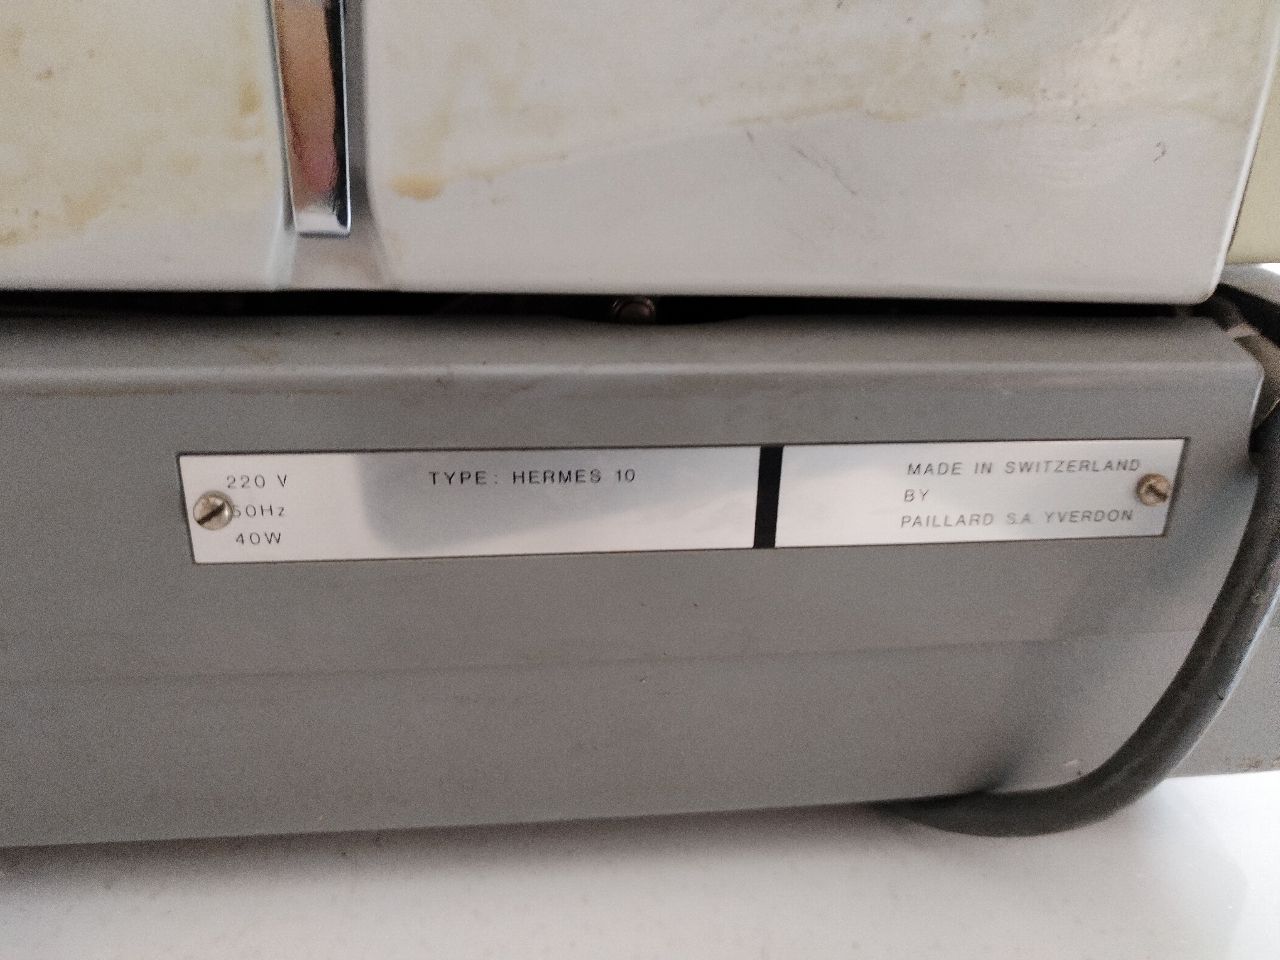 220 V
50Hz
40W
TYPE: HERMES 10
MADE IN SWITZERLAND
BY
PAILLARD S.A. YVERDON